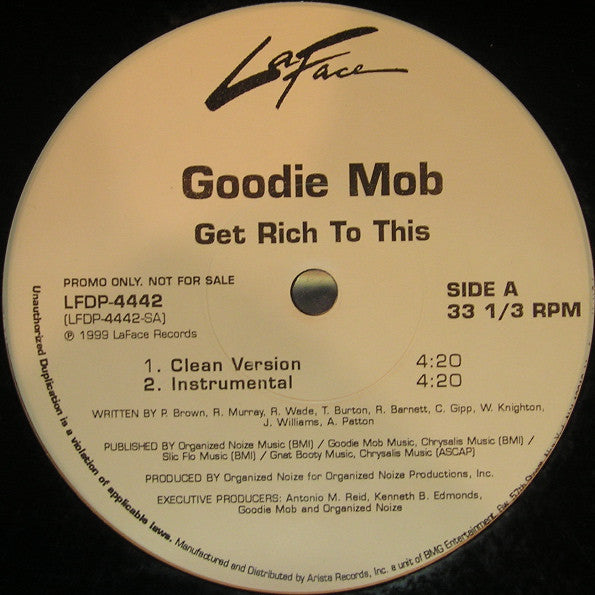 LaFace
Goodie Mob
Get Rich To This
PROMO ONLY. NOT FOR SALE
LFDP-4442
(LFDP-4442-SA)
℗ 1999 LaFace Records
SIDE A
33 1/3 RPM
1. Clean Version 4:20
2. Instrumental 4:20
WRITTEN BY P. Brown, R. Murray, R. Wade, T. Burton, R. Barnett, C. Gipp, W. Knighton,
J. Williams, A. Patton
PUBLISHED BY Organized Noize Music (BMI) / Goodie Mob Music, Chrysalis Music (BMI) /
Slic Flo Music (BMI) / Gnat Booty Music, Chrysalis Music (ASCAP)
PRODUCED BY Organized Noize for Organized Noize Productions, Inc.
EXECUTIVE PRODUCERS: Antonio M. Reid, Kenneth B. Edmonds,
Goodie Mob and Organized Noize
Unauthorized Duplication is a violation of applicable laws. Manufactured and Distributed by Arista Records, Inc. a unit of BMG Entertainment,